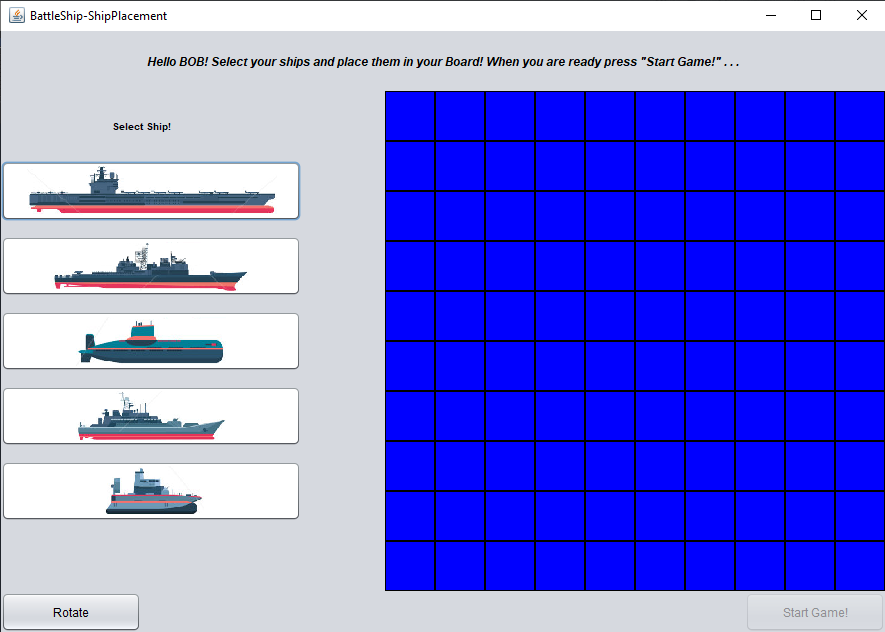 BattleShip-ShipPlacement
Hello BOB! Select your ships and place them in your Board! When you are ready press "Start Game!" . . .
Select Ship!
Rotate
Start Game!